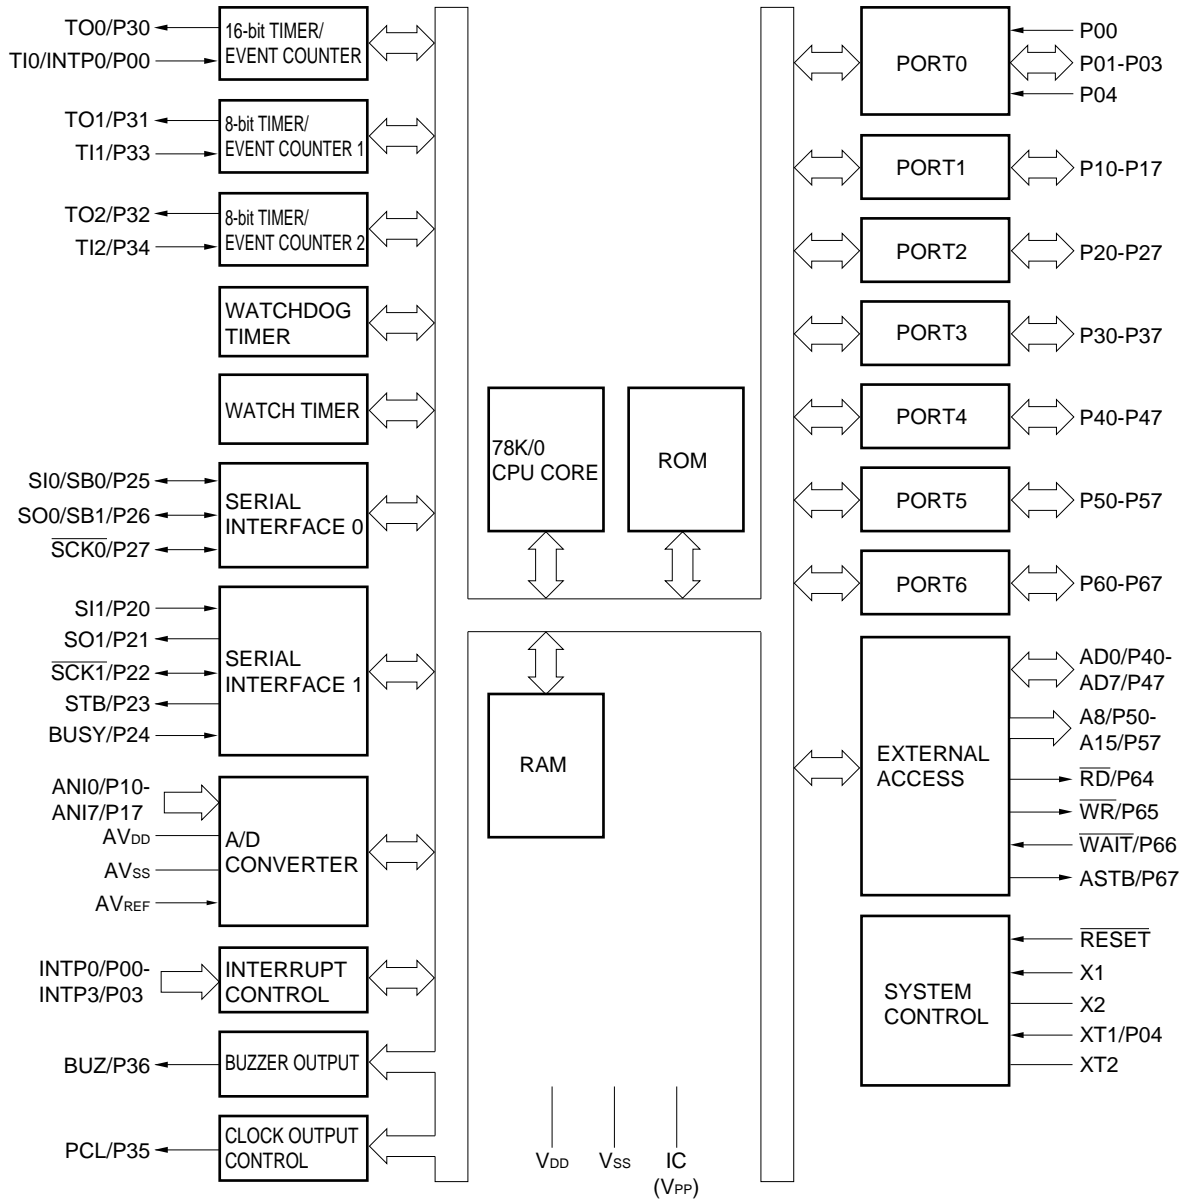 TO0/P30
TI0/INTP0/P00
16-bit TIMER/
EVENT COUNTER
TO1/P31
TI1/P33
8-bit TIMER/
EVENT COUNTER 1
TO2/P32
TI2/P34
8-bit TIMER/
EVENT COUNTER 2
WATCHDOG
TIMER
WATCH TIMER
SI0/SB0/P25
SO0/SB1/P26
SCK0/P27
SERIAL
INTERFACE 0
SI1/P20
SO1/P21
SCK1/P22
STB/P23
BUSY/P24
SERIAL
INTERFACE 1
ANI0/P10-
ANI7/P17
AVDD
AVSS
AVREF
A/D
CONVERTER
INTP0/P00-
INTP3/P03
INTERRUPT
CONTROL
BUZ/P36
BUZZER OUTPUT
PCL/P35
CLOCK OUTPUT
CONTROL
78K/0
CPU CORE
ROM
RAM
VDD
VSS
IC
(VPP)
PORT0
P00
P01-P03
P04
PORT1
P10-P17
PORT2
P20-P27
PORT3
P30-P37
PORT4
P40-P47
PORT5
P50-P57
PORT6
P60-P67
EXTERNAL
ACCESS
AD0/P40-
AD7/P47
A8/P50-
A15/P57
RD/P64
WR/P65
WAIT/P66
ASTB/P67
SYSTEM
CONTROL
RESET
X1
X2
XT1/P04
XT2